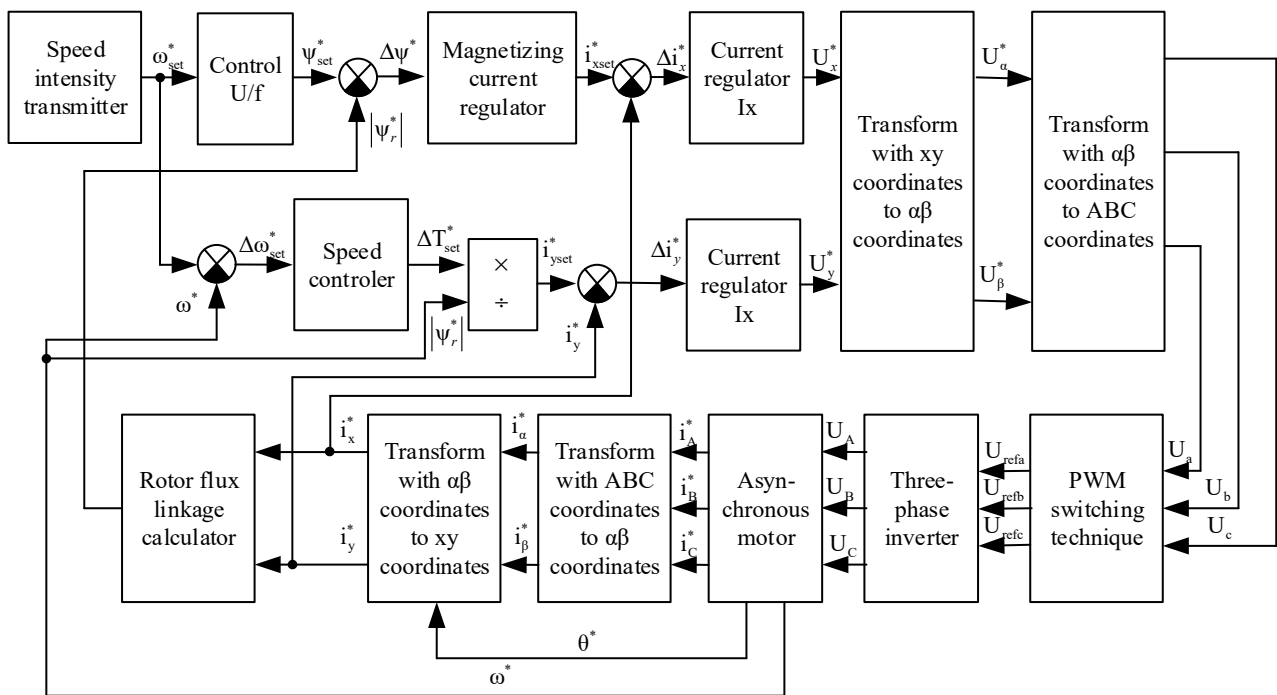 Speed
intensity
transmitter
ω*set
Control
U/f
ψ*set
Δψ*
|ψ*r|
Magnetizing
current
regulator
i*xset
Δi*x
Current
regulator
Ix
U*x
Transform
with xy
coordinates
to αβ
coordinates
U*α
U*β
Transform
with αβ
coordinates
to ABC
coordinates
Δω*set
ω*
Speed
controler
ΔT*set
×
÷
|ψ*r|
i*yset
i*y
Δi*y
Current
regulator
Ix
U*y
Rotor flux
linkage
calculator
i*x
i*y
Transform
with αβ
coordinates
to xy
coordinates
i*α
i*β
Transform
with ABC
coordinates
to αβ
coordinates
i*A
i*B
i*C
Asyn-
chronous
motor
UA
UB
UC
Three-
phase
inverter
Urefa
Urefb
Urefc
PWM
switching
technique
Ua
Ub
Uc
θ*
ω*